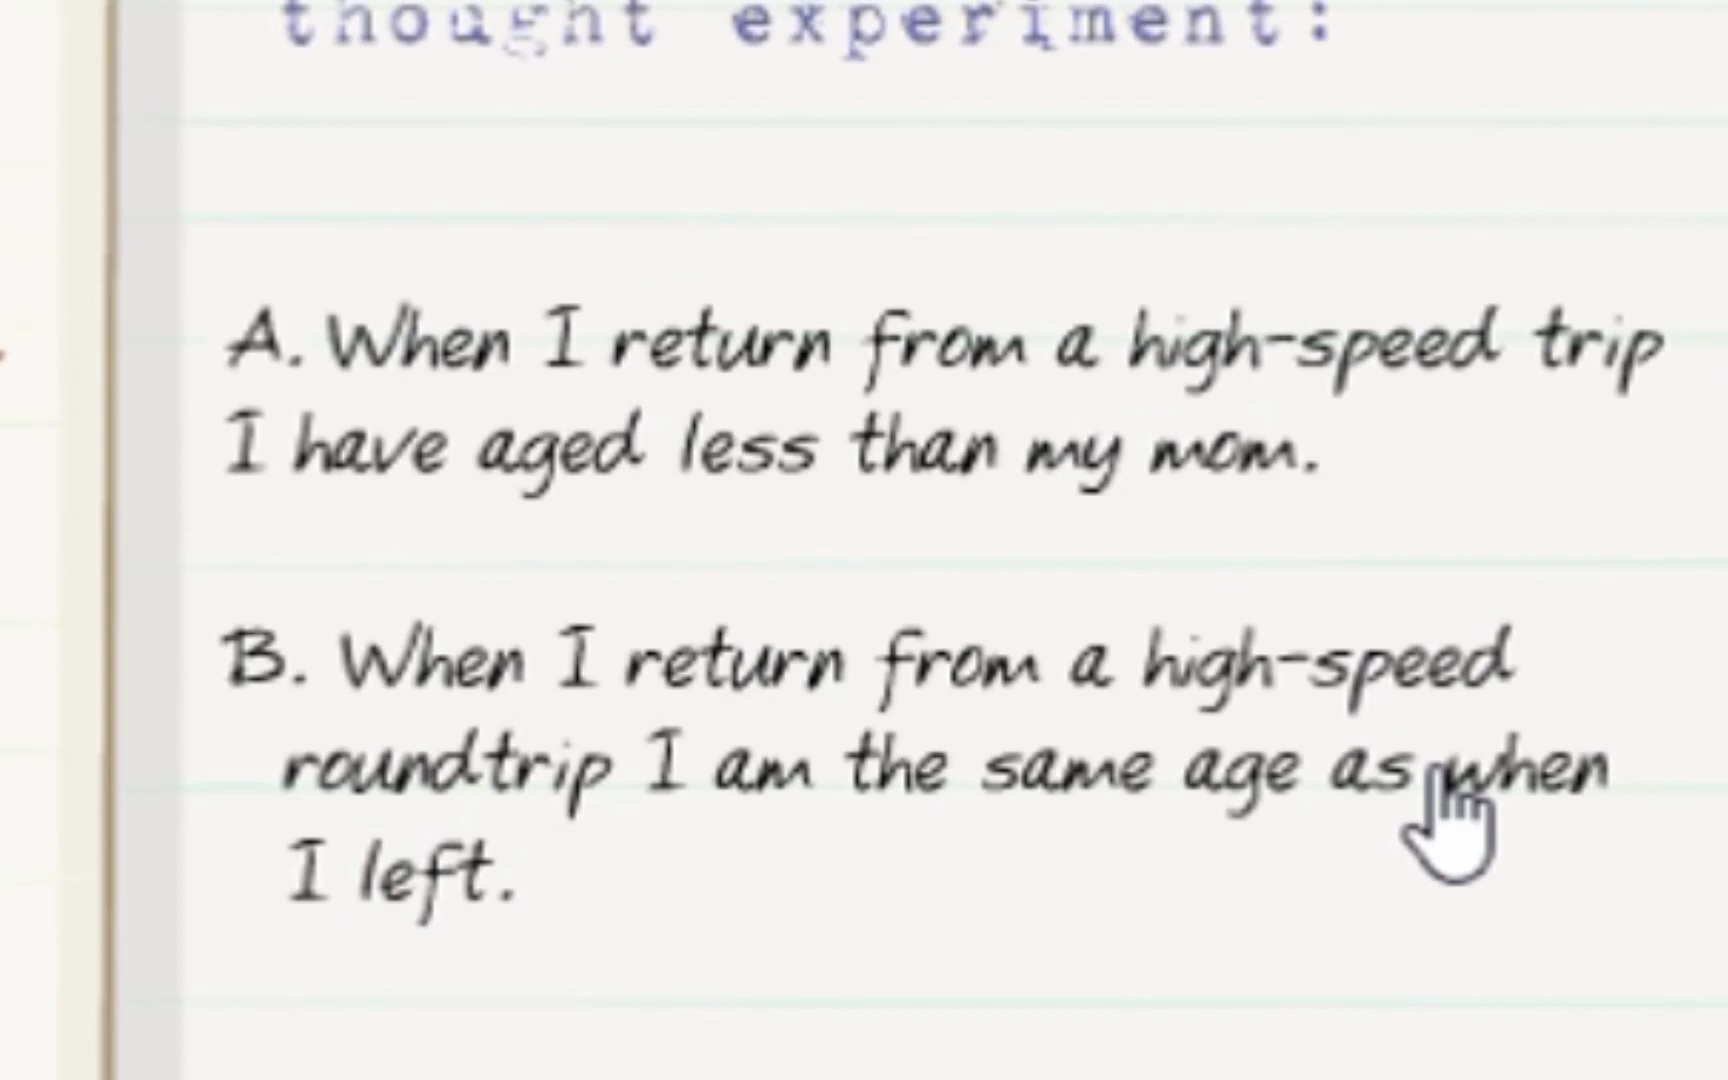 thought experiment:
A. When I return from a high-speed trip
I have aged less than my mom.
B. When I return from a high-speed
roundtrip I am the same age as when
I left.